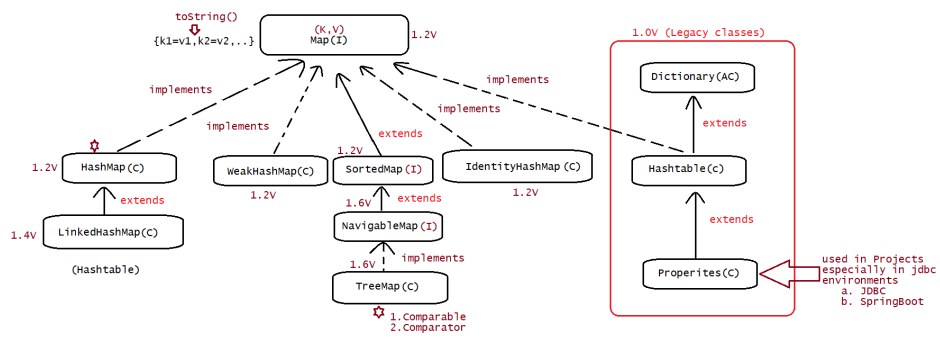 toString()
{k1=v1,k2=v2,..}
(K,V)
Map(I)
1.2V
1.0V (Legacy classes)
Dictionary(AC)
implements
implements
implements
implements
extends
extends
1.2V
HashMap(C)
WeakHashMap(C)
1.2V
1.2V
SortedMap(I)
IdentityHashMap(C)
1.2V
Hashtable(c)
extends
1.4V
LinkedHashMap(C)
(Hashtable)
1.6V
extends
NavigableMap(I)
implements
1.6V
TreeMap(C)
1.Comparable
2.Comparator
extends
Properites(C)
used in Projects
especially in jdbc
environments
a. JDBC
b. SpringBoot